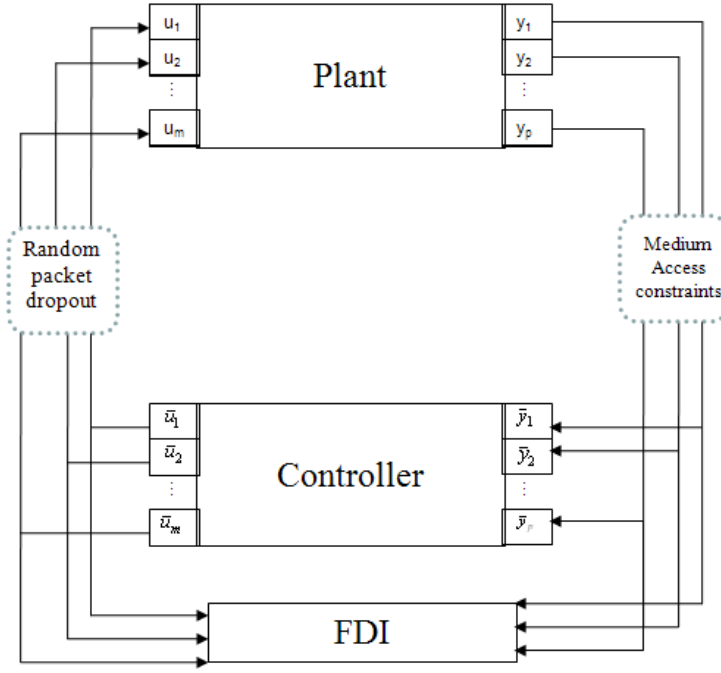 u1 y1
u2 Plant y2
⋮ ⋮
um yp
Random
packet
dropout
Medium
Access
constraints
ū1 ȳ1
ū2 Controller ȳ2
⋮ ⋮
ūm ȳp
FDI